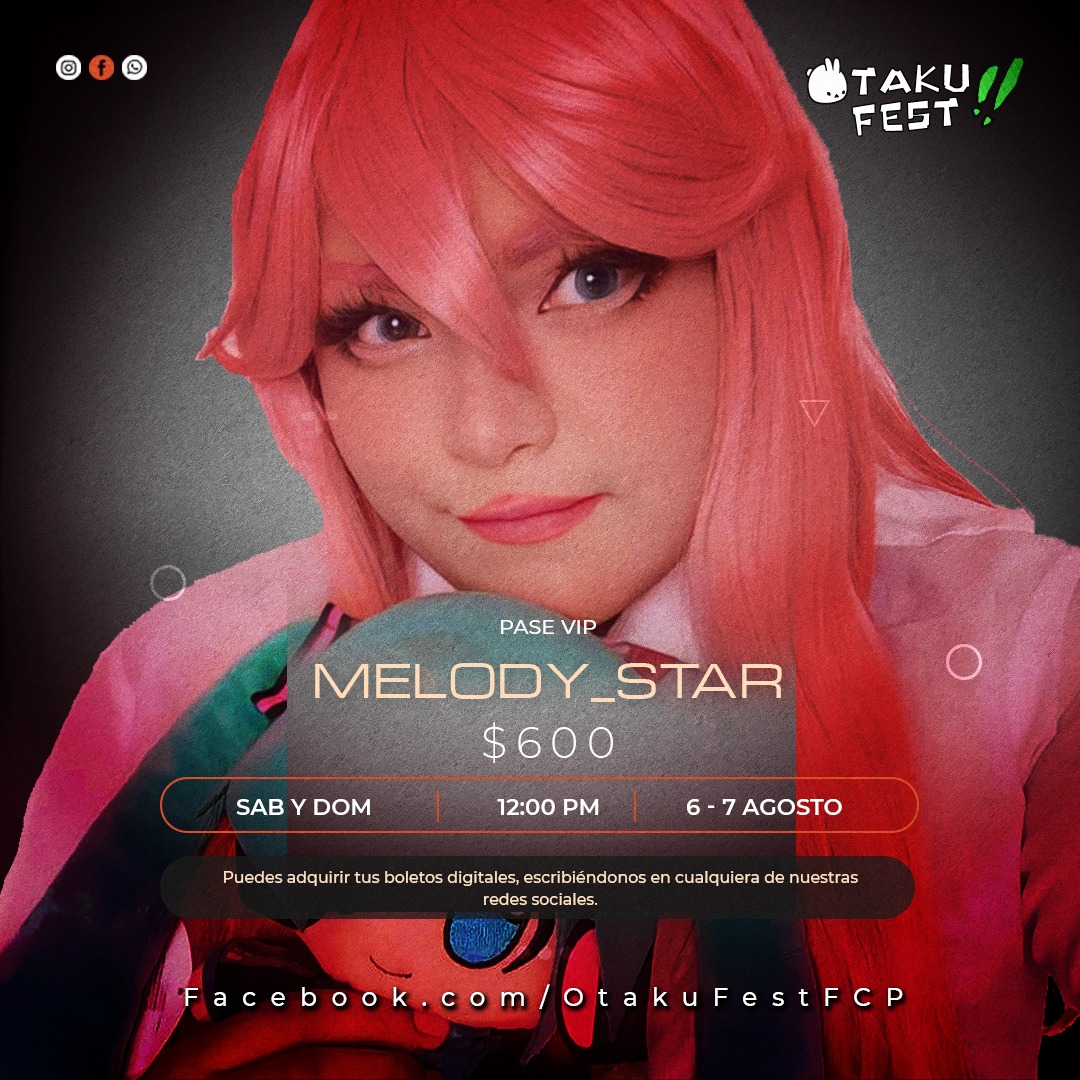 OTAKU
FEST!!
PASE VIP
MELODY_STAR
$600
SAB Y DOM
12:00 PM
6 - 7 AGOSTO
Puedes adquirir tus boletos digitales, escribiéndonos en cualquiera de nuestras
redes sociales.
Facebook.com/OtakuFestFCP